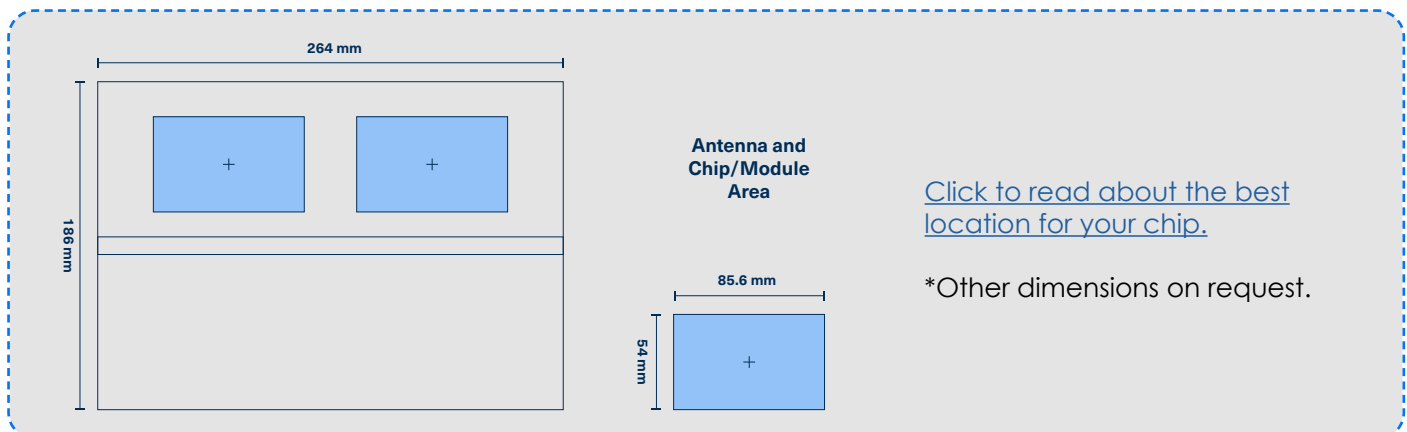 264 mm
186 mm
Antenna and
Chip/Module
Area
85.6 mm
54 mm
Click to read about the best
location for your chip.
*Other dimensions on request.